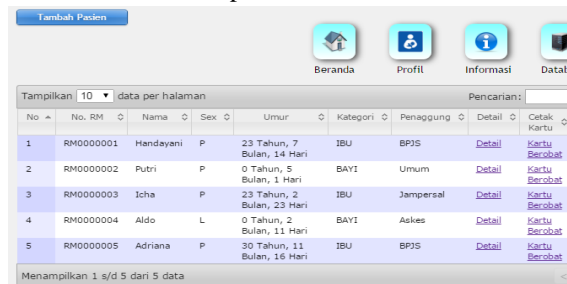 Tambah Pasien
Beranda Profil Informasi Datab
Tampilkan 10 data per halaman Pencarian:
No No. RM Nama Sex Umur Kategori Penaggung Detail Cetak
Kartu
1 RM0000001 Handayani P 23 Tahun, 7 IBU BPJS Detail Kartu
Bulan, 14 Hari Berobat
2 RM0000002 Putri P 0 Tahun, 5 BAYI Umum Detail Kartu
Bulan, 1 Hari Berobat
3 RM0000003 Icha P 23 Tahun, 2 IBU Jampersal Detail Kartu
Bulan, 23 Hari Berobat
4 RM0000004 Aldo L 0 Tahun, 2 BAYI Askes Detail Kartu
Bulan, 11 Hari Berobat
5 RM0000005 Adriana P 30 Tahun, 11 IBU BPJS Detail Kartu
Bulan, 16 Hari Berobat
Menampilkan 1 s/d 5 dari 5 data